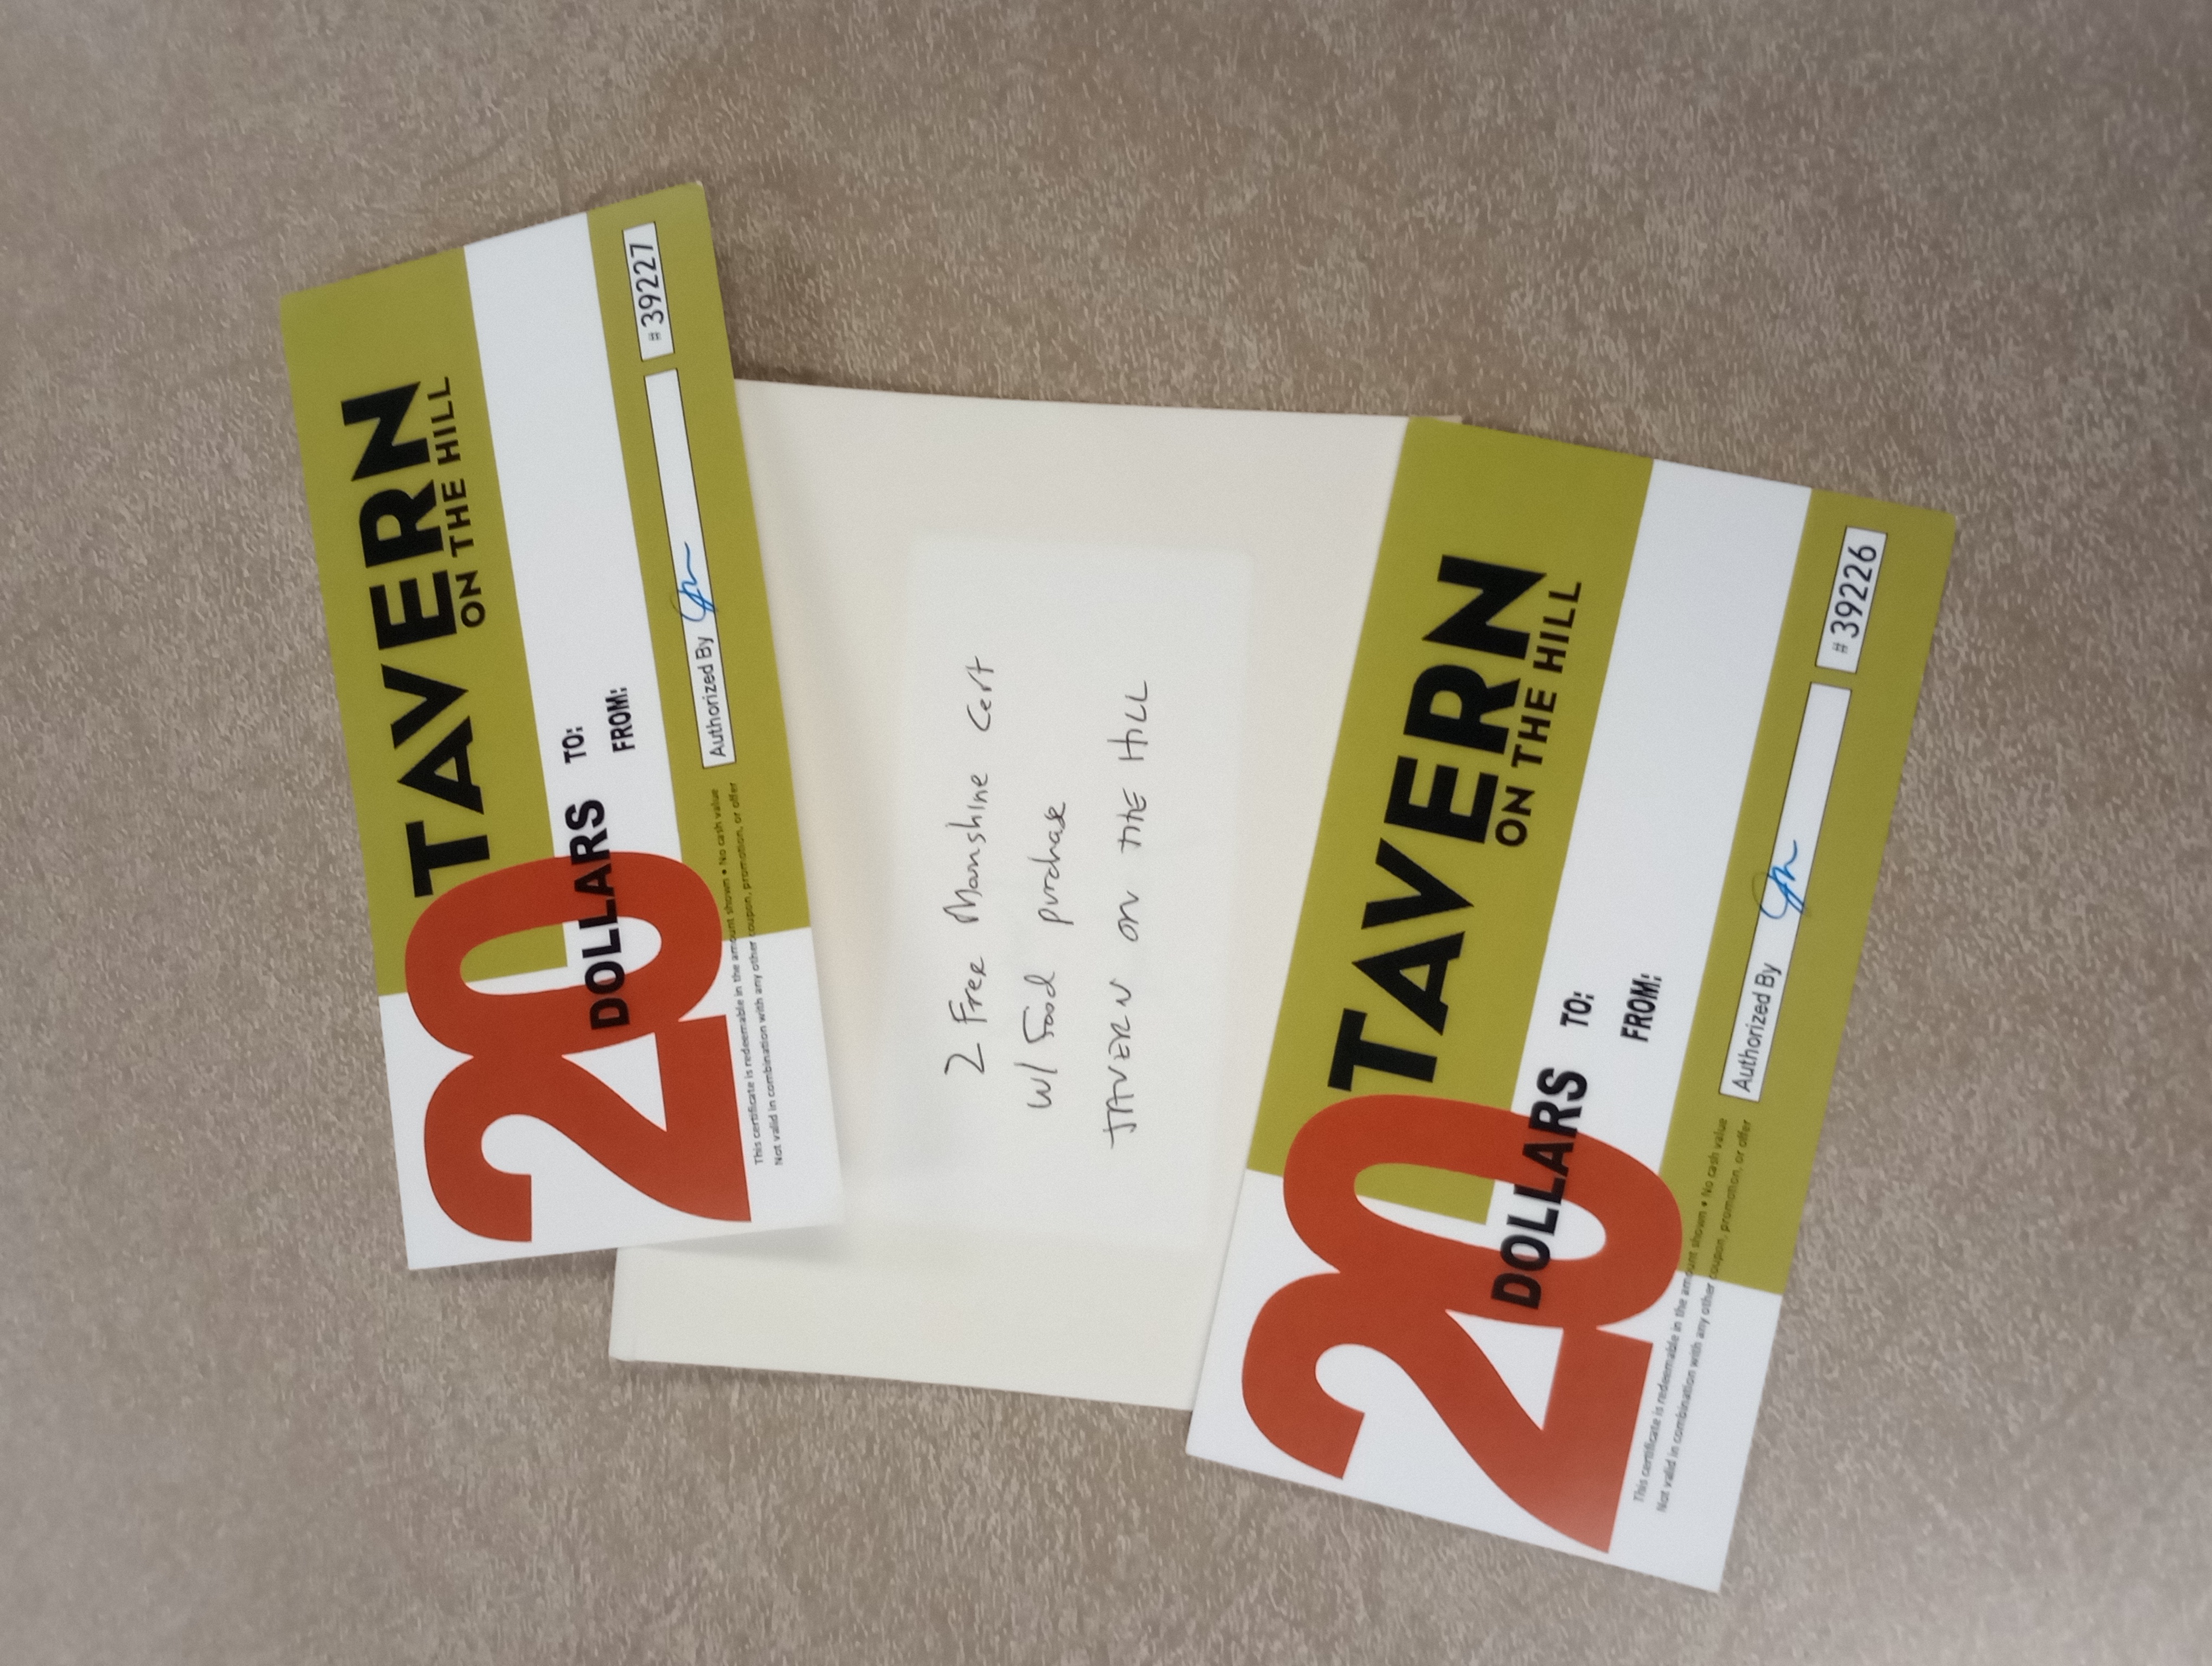 TAVERN
ON THE HILL
20
DOLLARS
TO:
FROM:
Authorized By
# 39227
This certificate is redeemable in the amount shown • No cash value
Not valid in combination with any other coupon, promotion, or offer
2 Free Moonshine Cert
w/ food purchase
TAVERN ON THE HILL
TAVERN
ON THE HILL
20
DOLLARS
TO:
FROM:
Authorized By
# 39226
This certificate is redeemable in the amount shown • No cash value
Not valid in combination with any other coupon, promotion, or offer